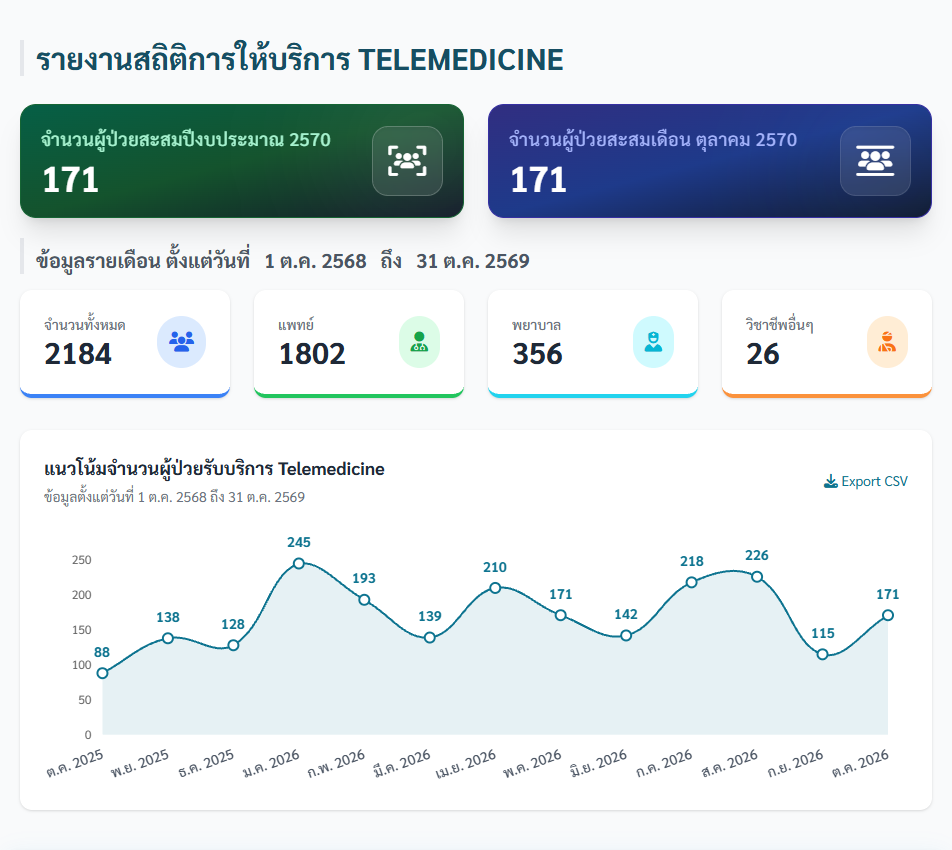 รายงานสถิติการให้บริการ TELEMEDICINE
จำนวนผู้ป่วยสะสมปีงบประมาณ 2570
171
จำนวนผู้ป่วยสะสมเดือน ตุลาคม 2570
171
ข้อมูลรายเดือน ตั้งแต่วันที่ 1 ต.ค. 2568 ถึง 31 ต.ค. 2569
จำนวนทั้งหมด
2184
แพทย์
1802
พยาบาล
356
วิชาชีพอื่นๆ
26
แนวโน้มจำนวนผู้ป่วยรับบริการ Telemedicine
ข้อมูลตั้งแต่วันที่ 1 ต.ค. 2568 ถึง 31 ต.ค. 2569
Export CSV
250
200
150
100
50
0
88
138
128
245
193
139
210
171
142
218
226
115
171
ต.ค. 2025
พ.ย. 2025
ธ.ค. 2025
ม.ค. 2026
ก.พ. 2026
มี.ค. 2026
เม.ย. 2026
พ.ค. 2026
มิ.ย. 2026
ก.ค. 2026
ส.ค. 2026
ก.ย. 2026
ต.ค. 2026